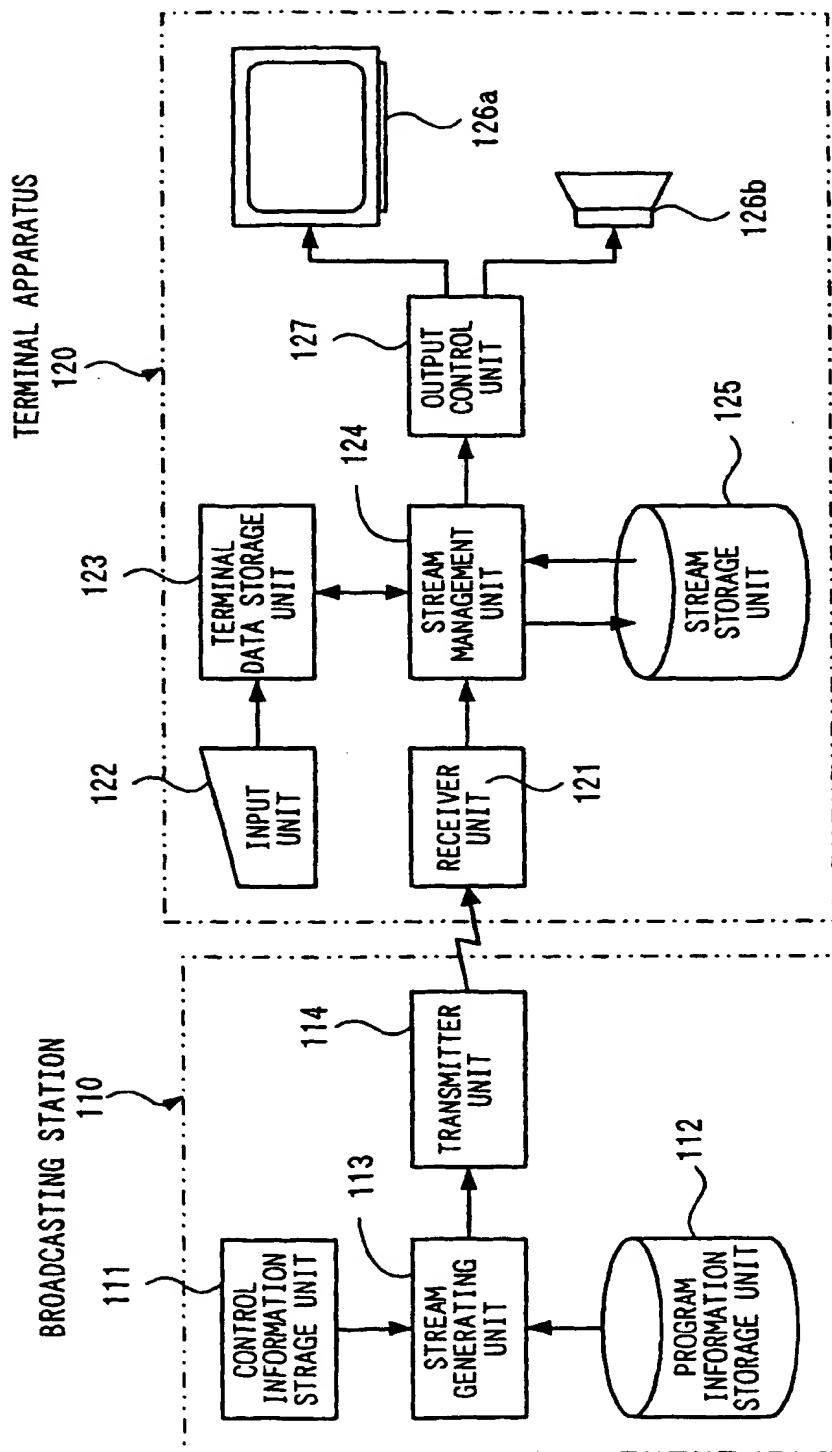 BROADCASTING STATION
110
111
CONTROL
INFORMATION
STRAGE UNIT
113
STREAM
GENERATING
UNIT
112
PROGRAM
INFORMATION
STORAGE UNIT
114
TRANSMITTER
UNIT
TERMINAL APPARATUS
120
122
INPUT
UNIT
123
TERMINAL
DATA STORAGE
UNIT
121
RECEIVER
UNIT
124
STREAM
MANAGEMENT
UNIT
125
STREAM
STORAGE
UNIT
127
OUTPUT
CONTROL
UNIT
126a
126b